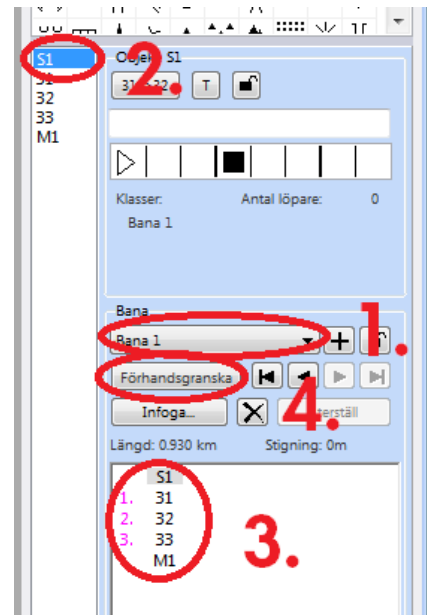 S1
31
32
33
M1
Objekt S1
2.
T
Klasser:
Antal löpare:
0
Bana 1
Bana
1.
Bana 1
Förhandsgranska
4.
Infoga...
Längd: 0.930 km
Stigning: 0m
S1
1. 31
2. 32
3. 33
M1
3.